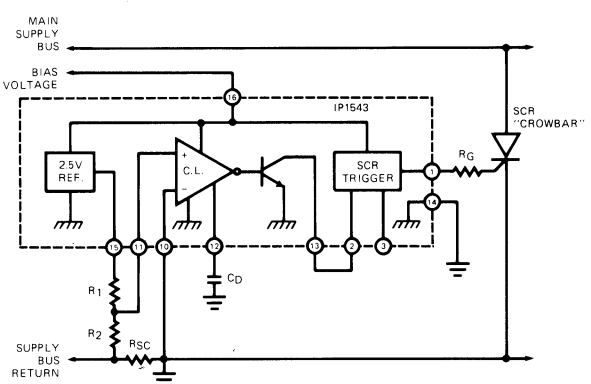 MAIN
SUPPLY
BUS
BIAS
VOLTAGE
16
IP1543
SCR
"CROWBAR"
2.5V
REF.
+
C.L.
−
SCR
TRIGGER
1
RG
14
15
11
10
12
13
2
3
R1
CD
R2
RSC
SUPPLY
BUS
RETURN